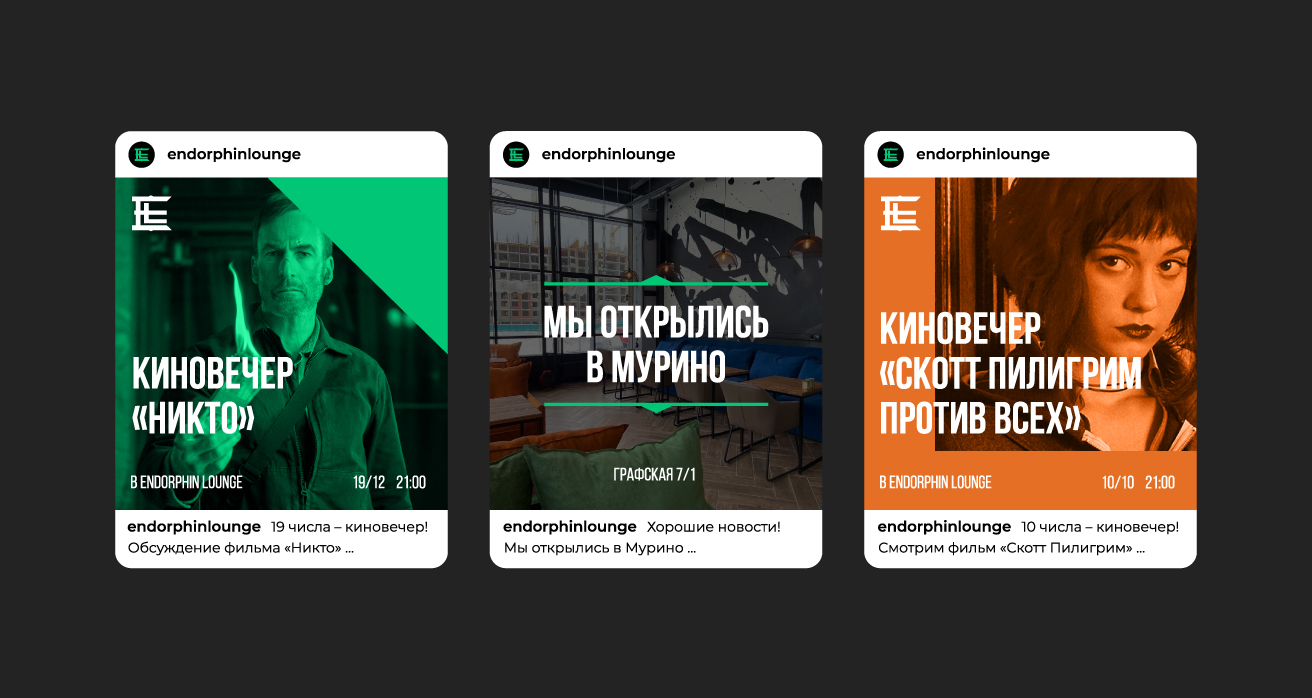 endorphinlounge
КИНОВЕЧЕР
«НИКТО»
В ENDORPHIN LOUNGE 19/12 21:00
endorphinlounge 19 числа – киновечер!
Обсуждение фильма «Никто» ...
endorphinlounge
МЫ ОТКРЫЛИСЬ
В МУРИНО
ГРАФСКАЯ 7/1
endorphinlounge Хорошие новости!
Мы открылись в Мурино ...
endorphinlounge
КИНОВЕЧЕР
«СКОТТ ПИЛИГРИМ
ПРОТИВ ВСЕХ»
В ENDORPHIN LOUNGE 10/10 21:00
endorphinlounge 10 числа – киновечер!
Смотрим фильм «Скотт Пилигрим» ...